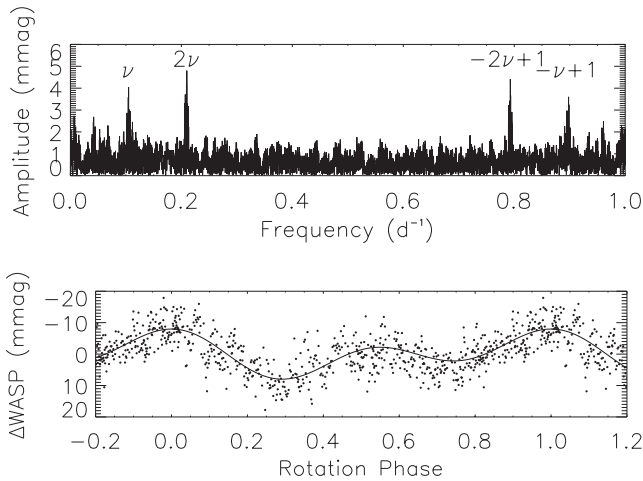 6
5
4
3
2
1
0
Amplitude (mmag)
ν
2ν
−2ν+1
−ν+1
0.0 0.2 0.4 0.6 0.8 1.0
Frequency (d⁻¹)
−20
−10
0
10
20
ΔWASP (mmag)
−0.2 0.0 0.2 0.4 0.6 0.8 1.0 1.2
Rotation Phase